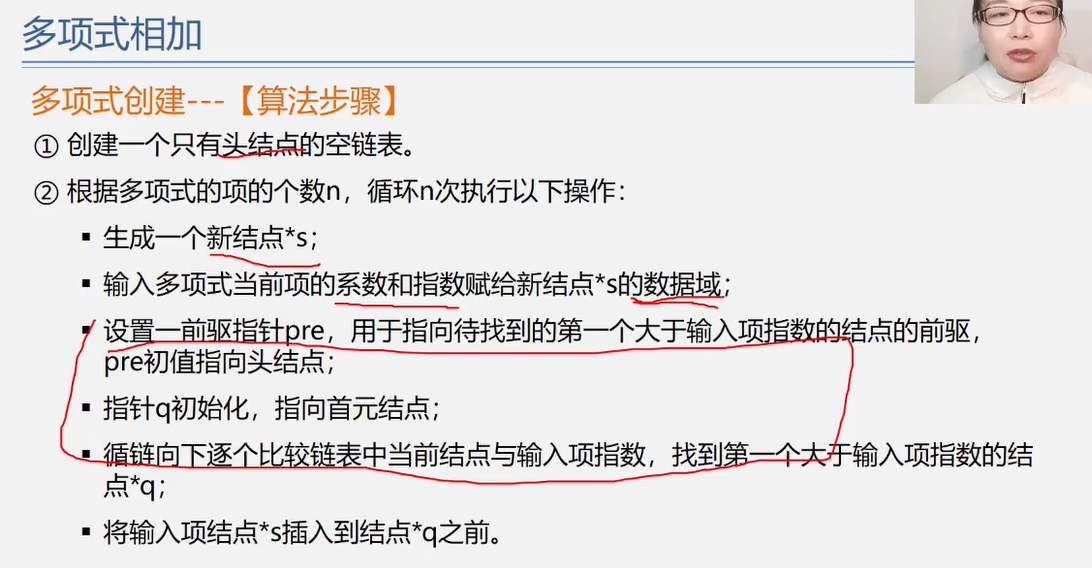 多项式相加
多项式创建---【算法步骤】
① 创建一个只有头结点的空链表。
② 根据多项式的项的个数n，循环n次执行以下操作：
▪ 生成一个新结点*s；
▪ 输入多项式当前项的系数和指数赋给新结点*s的数据域；
▪ 设置一前驱指针pre，用于指向待找到的第一个大于输入项指数的结点的前驱，
pre初值指向头结点；
▪ 指针q初始化，指向首元结点；
▪ 循链向下逐个比较链表中当前结点与输入项指数，找到第一个大于输入项指数的结
点*q；
▪ 将输入项结点*s插入到结点*q之前。